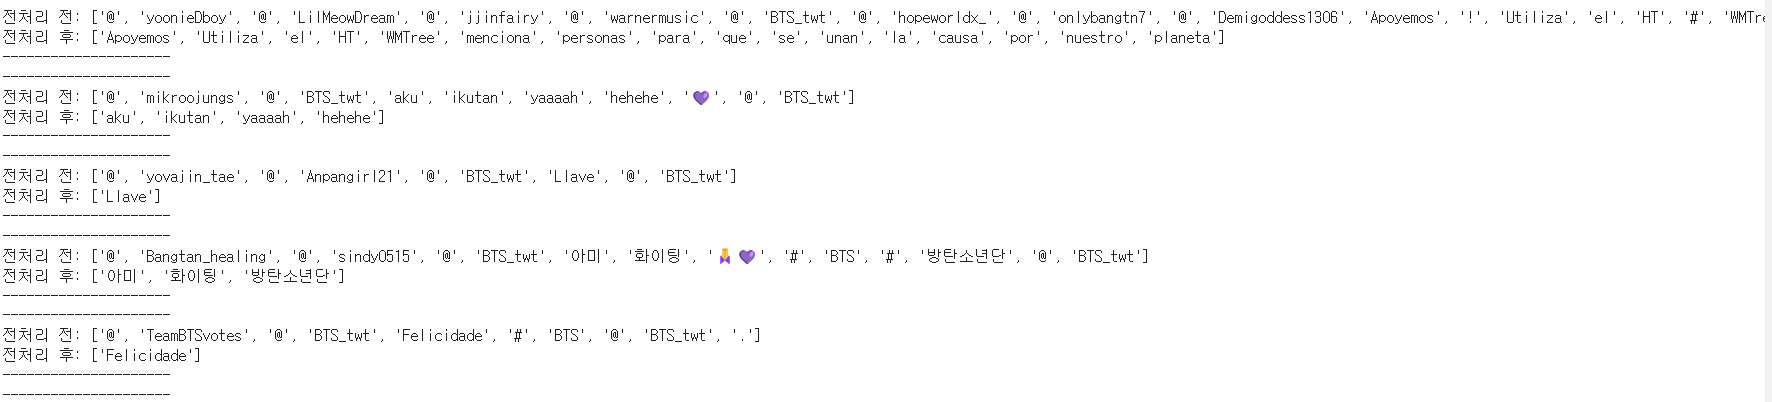 전처리 전: ['@', 'yoonieDboy', '@', 'LilMeowDream', '@', 'jjinfairy', '@', 'warnermusic', '@', 'BTS_twt', '@', 'hopeworldx_', '@', 'onlybangtn7', '@', 'Demigoddess1306', 'Apoyemos', '!', 'Utiliza', 'el', 'HT', '#', 'WMTre
전처리 후: ['Apoyemos', 'Utiliza', 'el', 'HT', 'WMTree', 'menciona', 'personas', 'para', 'que', 'se', 'unan', 'la', 'causa', 'por', 'nuestro', 'planeta']
---------------------
---------------------
전처리 전: ['@', 'mikroojungs', '@', 'BTS_twt', 'aku', 'ikutan', 'yaaaah', 'hehehe', '💜', '@', 'BTS_twt']
전처리 후: ['aku', 'ikutan', 'yaaaah', 'hehehe']
---------------------
---------------------
전처리 전: ['@', 'yovajin_tae', '@', 'Anpangirl21', '@', 'BTS_twt', 'Llave', '@', 'BTS_twt']
전처리 후: ['Llave']
---------------------
---------------------
전처리 전: ['@', 'Bangtan_healing', '@', 'sindy0515', '@', 'BTS_twt', '아미', '화이팅', '🙏💜', '#', 'BTS', '#', '방탄소년단', '@', 'BTS_twt']
전처리 후: ['아미', '화이팅', '방탄소년단']
---------------------
---------------------
전처리 전: ['@', 'TeamBTSvotes', '@', 'BTS_twt', 'Felicidade', '#', 'BTS', '@', 'BTS_twt', '.']
전처리 후: ['Felicidade']
---------------------
---------------------